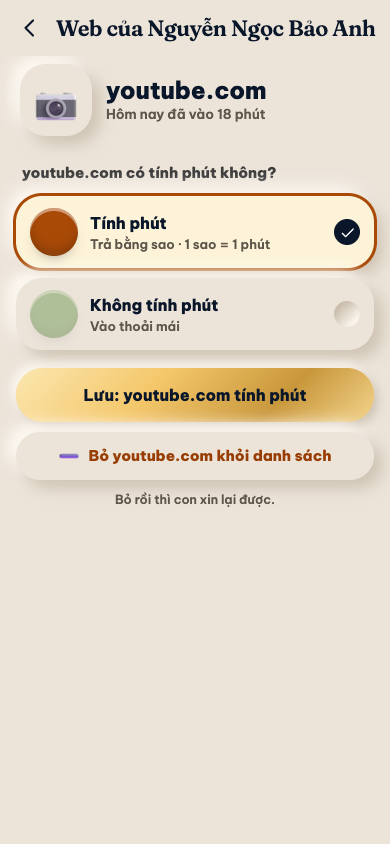 Web của Nguyễn Ngọc Bảo Anh
youtube.com
Hôm nay đã vào 18 phút
youtube.com có tính phút không?
Tính phút
Trả bằng sao · 1 sao = 1 phút
Không tính phút
Vào thoải mái
Lưu: youtube.com tính phút
Bỏ youtube.com khỏi danh sách
Bỏ rồi thì con xin lại được.